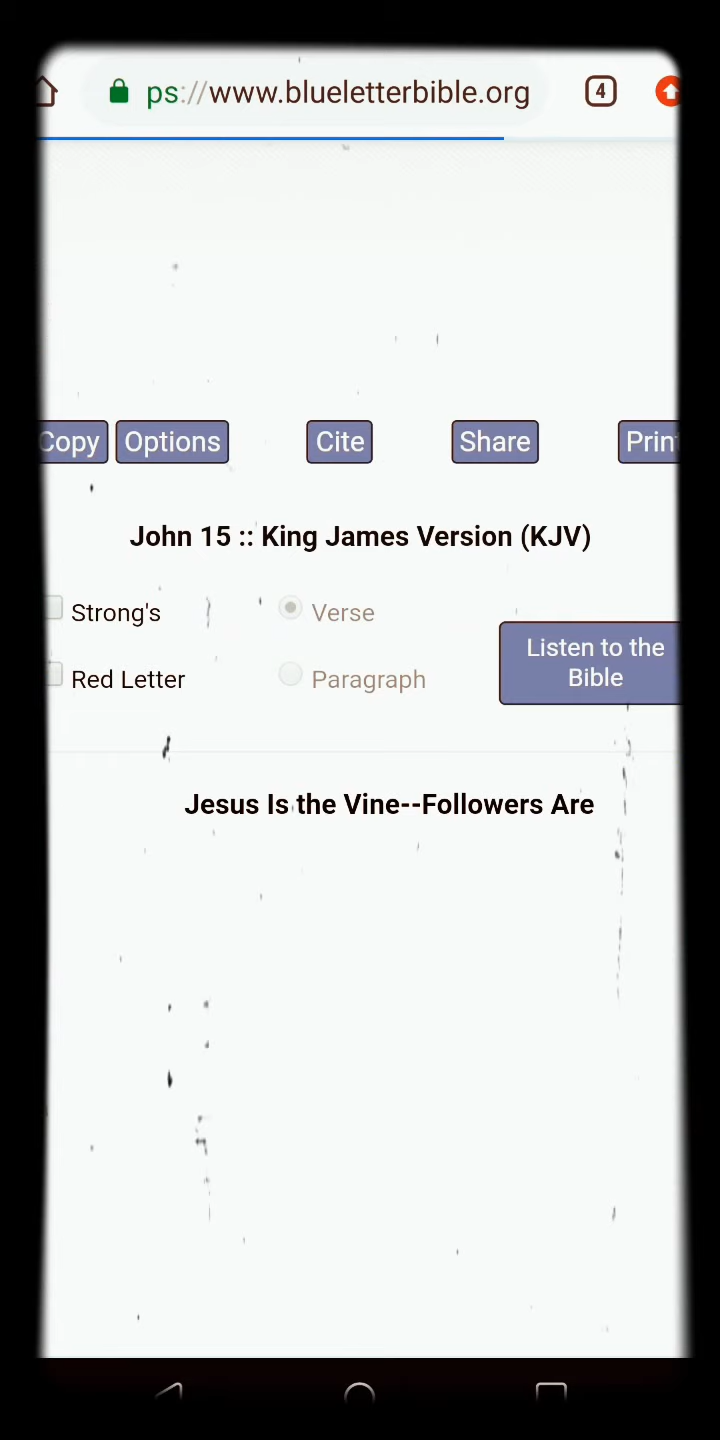 ps://www.blueletterbible.org
4
Copy Options Cite Share Print
John 15 :: King James Version (KJV)
Strong's Verse
Listen to the
Bible
Red Letter Paragraph
Jesus Is the Vine--Followers Are